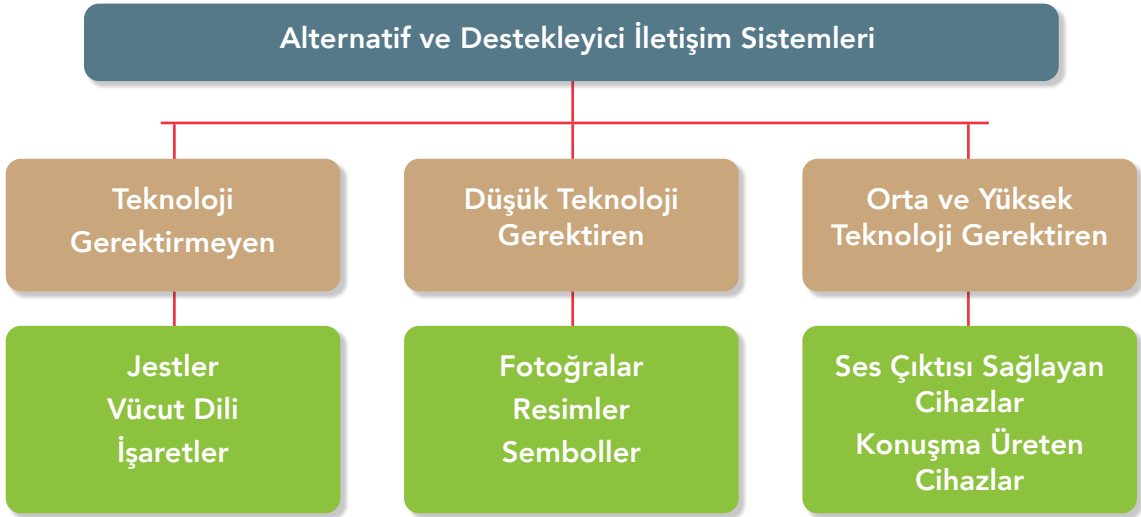 Alternatif ve Destekleyici İletişim Sistemleri
Teknoloji
Gerektirmeyen
Düşük Teknoloji
Gerektiren
Orta ve Yüksek
Teknoloji Gerektiren
Jestler
Vücut Dili
İşaretler
Fotoğralar
Resimler
Semboller
Ses Çıktısı Sağlayan
Cihazlar
Konuşma Üreten
Cihazlar